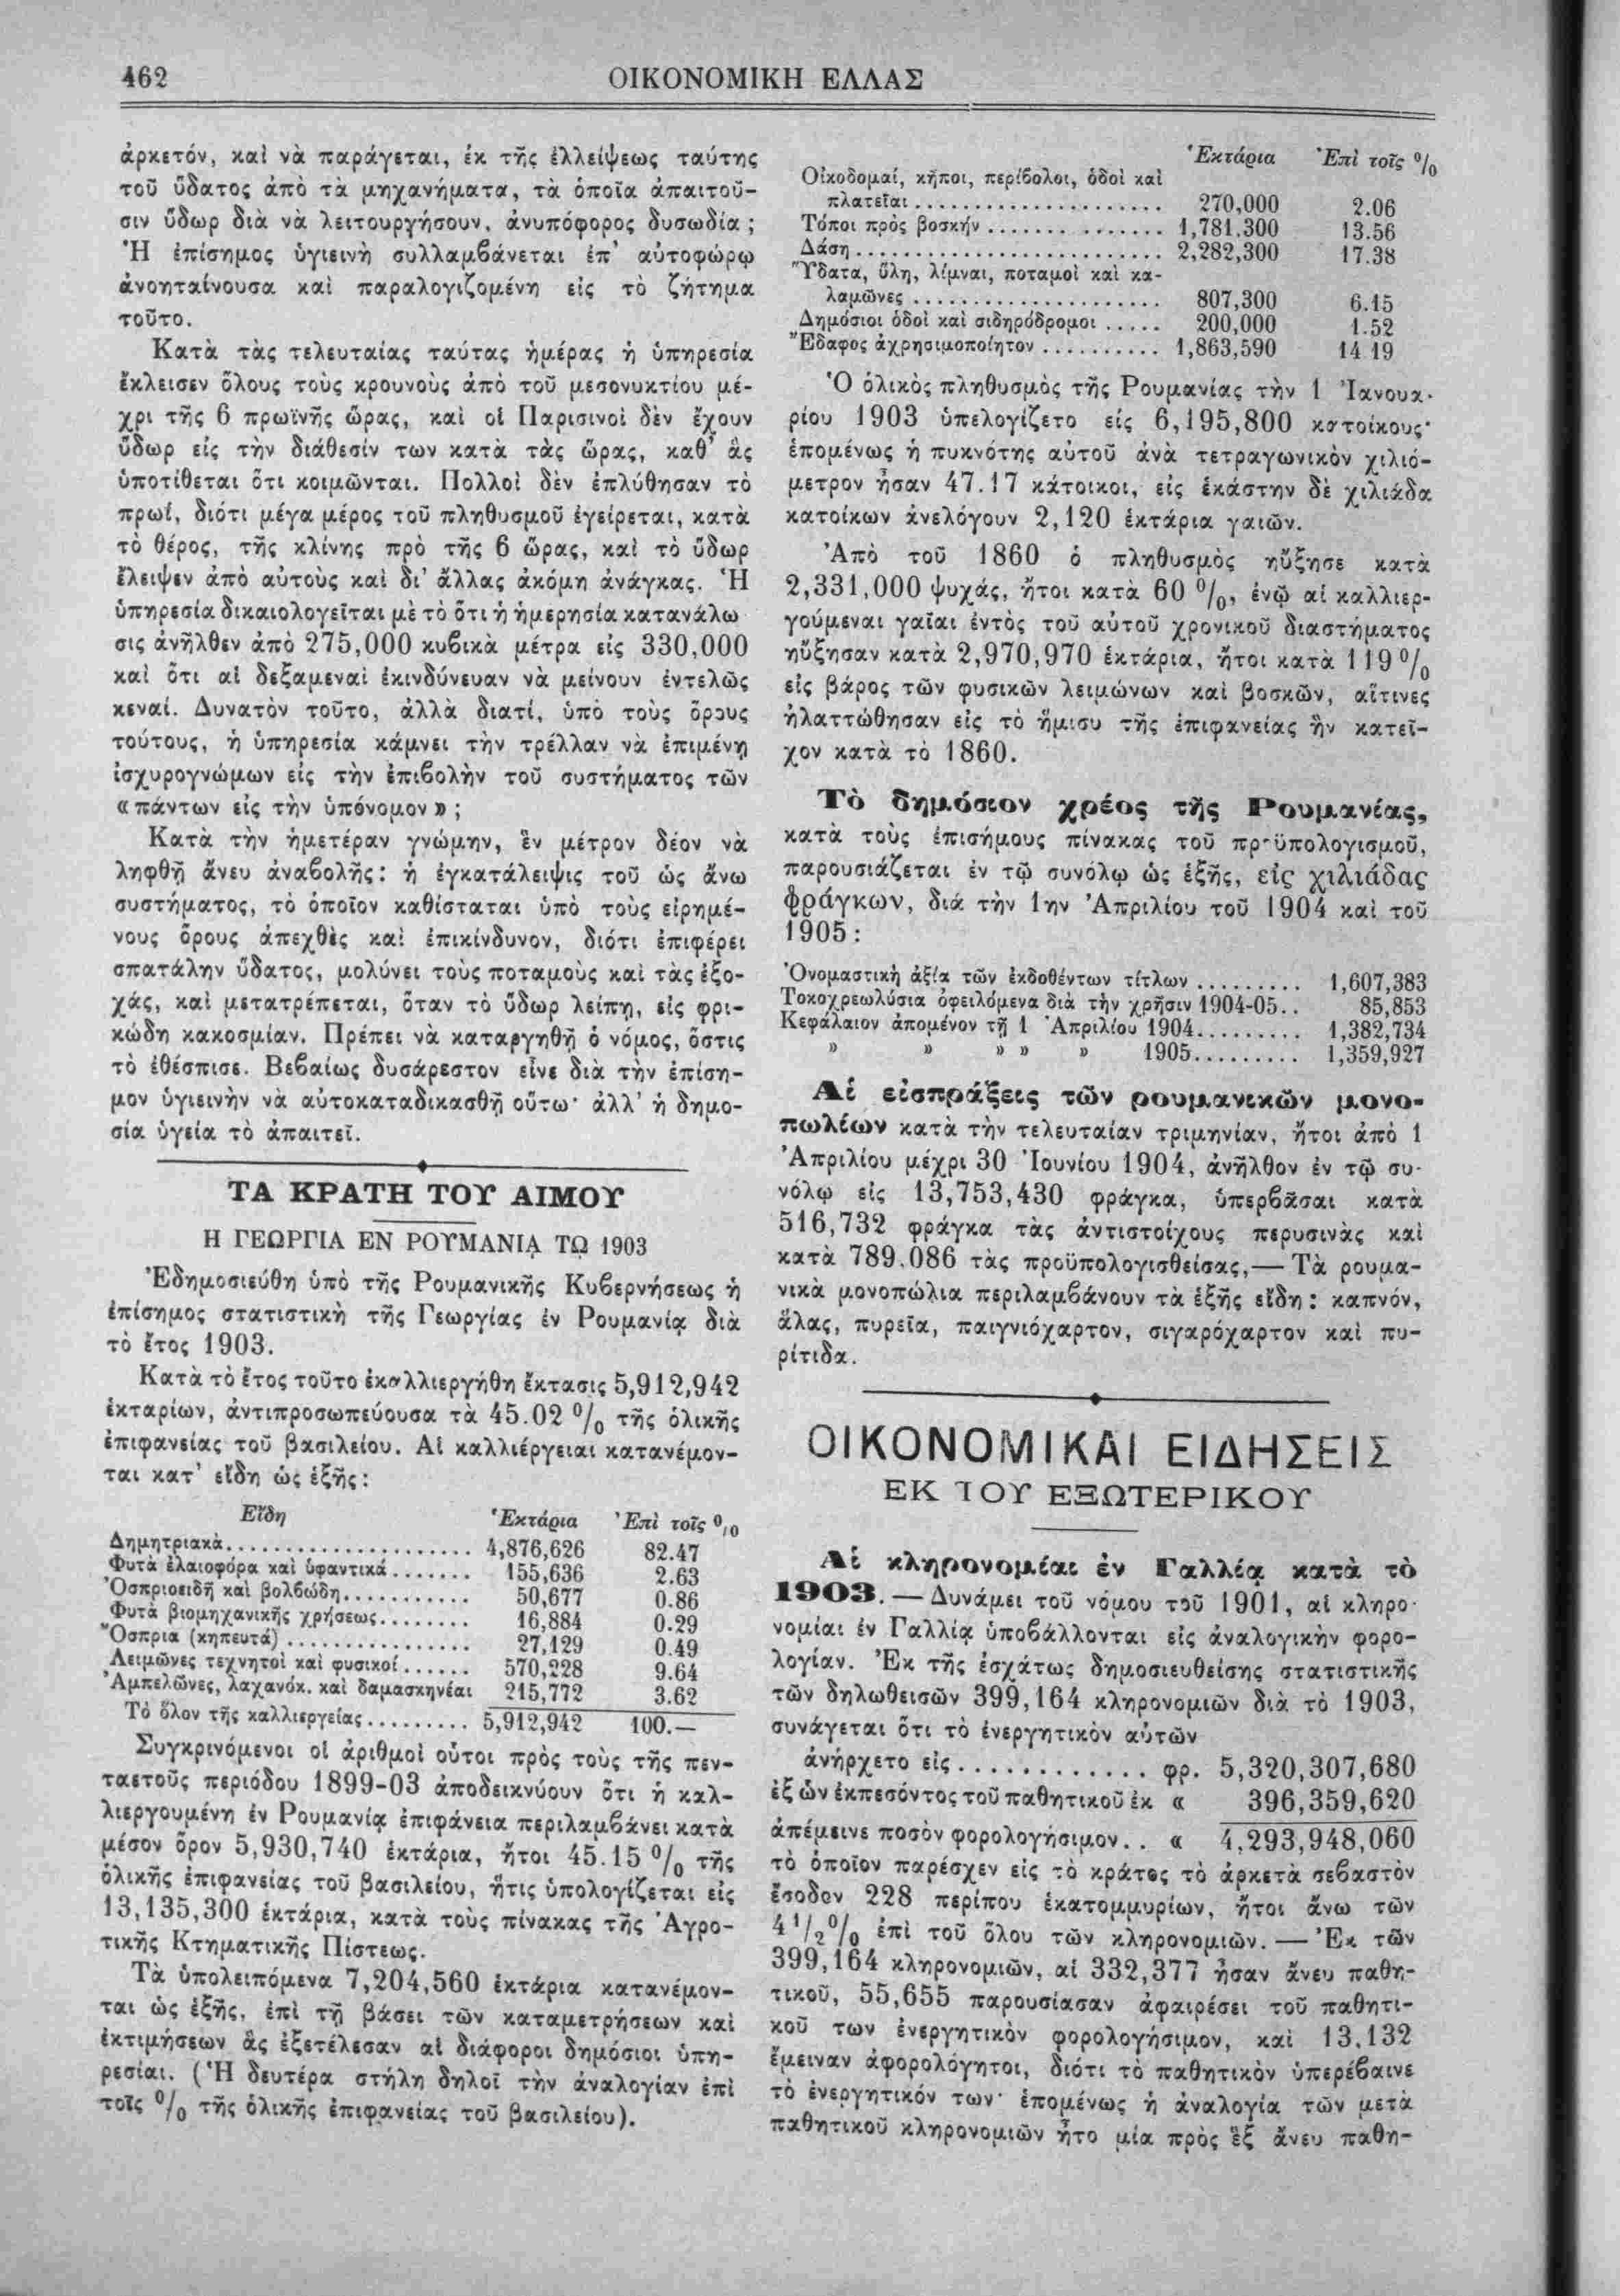 462
ΟΙΚΟΝΟΜΙΚΗ ΕΛΛΑΣ
ἀρκετόν, καὶ νὰ παράγεται, ἐκ τῆς ἐλλείψεως ταύτης
τοῦ ὕδατος ἀπὸ τὰ μηχανήματα, τὰ ὁποῖα ἀπαιτοῦ-
σιν ὕδωρ διὰ νὰ λειτουργήσουν, ἀνυπόφορος δυσωδία ;
Ἡ ἐπίσημος ὑγιεινὴ συλλαμβάνεται ἐπ’ αὐτοφώρῳ
ἀνοηταίνουσα καὶ παραλογιζομένη εἰς τὸ ζήτημα
τοῦτο.
Κατὰ τὰς τελευταίας ταύτας ἡμέρας ἡ ὑπηρεσία
ἔκλεισεν ὅλους τοὺς κρουνοὺς ἀπὸ τοῦ μεσονυκτίου μέ-
χρι τῆς 6 πρωϊνῆς ὥρας, καὶ οἱ Παρισινοὶ δὲν ἔχουν
ὕδωρ εἰς τὴν διάθεσίν των κατὰ τὰς ὥρας, καθ’ ἃς
ὑποτίθεται ὅτι κοιμῶνται. Πολλοὶ δὲν ἐπλύθησαν τὸ
πρωΐ, διότι μέγα μέρος τοῦ πληθυσμοῦ ἐγείρεται, κατὰ
τὸ θέρος, τῆς κλίνης πρὸ τῆς 6 ὥρας, καὶ τὸ ὕδωρ
ἔλειψεν ἀπὸ αὐτοὺς καὶ δι’ ἄλλας ἀκόμη ἀνάγκας. Ἡ
ὑπηρεσία δικαιολογεῖται μὲ τὸ ὅτι ἡ ἡμερησία κατανάλω
σις ἀνῆλθεν ἀπὸ 275,000 κυβικὰ μέτρα εἰς 330,000
καὶ ὅτι αἱ δεξαμεναὶ ἐκινδύνευαν νὰ μείνουν ἐντελῶς
κεναί. Δυνατὸν τοῦτο, ἀλλὰ διατί, ὑπὸ τοὺς ὅρους
τούτους, ἡ ὑπηρεσία κάμνει τὴν τρέλλαν νὰ ἐπιμένῃ
ἰσχυρογνώμων εἰς τὴν ἐπιβολὴν τοῦ συστήματος τῶν
«πάντων εἰς τὴν ὑπόνομον» ;
Κατὰ τὴν ἡμετέραν γνώμην, ἓν μέτρον δέον νὰ
ληφθῇ ἄνευ ἀναβολῆς: ἡ ἐγκατάλειψις τοῦ ὡς ἄνω
συστήματος, τὸ ὁποῖον καθίσταται ὑπὸ τοὺς εἰρημέ-
νους ὅρους ἀπεχθὲς καὶ ἐπικίνδυνον, διότι ἐπιφέρει
σπατάλην ὕδατος, μολύνει τοὺς ποταμοὺς καὶ τὰς ἐξο-
χάς, καὶ μετατρέπεται, ὅταν τὸ ὕδωρ λείπῃ, εἰς φρι-
κώδη κακοσμίαν. Πρέπει νὰ καταργηθῇ ὁ νόμος, ὅστις
τὸ ἐθέσπισε. Βεβαίως δυσάρεστον εἶνε διὰ τὴν ἐπίση-
μον ὑγιεινὴν νὰ αὐτοκαταδικασθῇ οὕτω· ἀλλ’ ἡ δημο-
σία ὑγεία τὸ ἀπαιτεῖ.
ΤΑ ΚΡΑΤΗ ΤΟΥ ΑΙΜΟΥ
Η ΓΕΩΡΓΙΑ ΕΝ ΡΟΥΜΑΝΙᾼ ΤΩ 1903
Ἐδημοσιεύθη ὑπὸ τῆς Ρουμανικῆς Κυβερνήσεως ἡ
ἐπίσημος στατιστικὴ τῆς Γεωργίας ἐν Ρουμανίᾳ διὰ
τὸ ἔτος 1903.
Κατὰ τὸ ἔτος τοῦτο ἐκαλλιεργήθη ἔκτασις 5,912,942
ἑκταρίων, ἀντιπροσωπεύουσα τὰ 45.02 % τῆς ὁλικῆς
ἐπιφανείας τοῦ βασιλείου. Αἱ καλλιέργειαι κατανέμον-
ται κατ’ εἴδη ὡς ἑξῆς:
Εἴδη Ἑκτάρια Ἐπὶ τοῖς %
Δημητριακὰ.................... 4,876,626 82.47
Φυτὰ ἐλαιοφόρα καὶ ὑφαντικά....... 155,636 2.63
Ὀσπριοειδῆ καὶ βολβώδη........... 50,677 0.86
Φυτὰ βιομηχανικῆς χρήσεως........ 16,884 0.29
Ὄσπρια (κηπευτὰ) ............... 27,129 0.49
Λειμῶνες τεχνητοὶ καὶ φυσικοί...... 570,228 9.64
Ἀμπελῶνες, λαχανόκ. καὶ δαμασκηνέαι 215,772 3.62
Τὸ ὅλον τῆς καλλιεργείας......... 5,912,942 100.—
Συγκρινόμενοι οἱ ἀριθμοὶ οὗτοι πρὸς τοὺς τῆς πεν-
ταετοῦς περιόδου 1899-03 ἀποδεικνύουν ὅτι ἡ καλ-
λιεργουμένη ἐν Ρουμανίᾳ ἐπιφάνεια περιλαμβάνει κατὰ
μέσον ὅρον 5,930,740 ἑκτάρια, ἤτοι 45.15 % τῆς
ὁλικῆς ἐπιφανείας τοῦ βασιλείου, ἥτις ὑπολογίζεται εἰς
13,135,300 ἑκτάρια, κατὰ τοὺς πίνακας τῆς Ἀγρο-
τικῆς Κτηματικῆς Πίστεως.
Τὰ ὑπολειπόμενα 7,204,560 ἑκτάρια κατανέμον-
ται ὡς ἑξῆς, ἐπὶ τῇ βάσει τῶν καταμετρήσεων καὶ
ἐκτιμήσεων ἃς ἐξετέλεσαν αἱ διάφοροι δημόσιοι ὑπη-
ρεσίαι. (Ἡ δευτέρα στήλη δηλοῖ τὴν ἀναλογίαν ἐπὶ
τοῖς % τῆς ὁλικῆς ἐπιφανείας τοῦ βασιλείου).
Ἑκτάρια Ἐπὶ τοῖς %
Οἰκοδομαί, κῆποι, περίβολοι, ὁδοὶ καὶ
πλατεῖαι..................... 270,000 2.06
Τόποι πρὸς βοσκήν .............. 1,781,300 13.56
Δάση......................... 2,282,300 17.38
Ὕδατα, ὕλη, λίμναι, ποταμοὶ καὶ κα-
λαμῶνες ..................... 807,300 6.15
Δημόσιοι ὁδοὶ καὶ σιδηρόδρομοι ..... 200,000 1.52
Ἔδαφος ἀχρησιμοποίητον .......... 1,863,590 14 19
Ὁ ὁλικὸς πληθυσμὸς τῆς Ρουμανίας τὴν 1 Ἰανουα-
ρίου 1903 ὑπελογίζετο εἰς 6,195,800 κατοίκους·
ἑπομένως ἡ πυκνότης αὐτοῦ ἀνὰ τετραγωνικὸν χιλιό-
μετρον ἦσαν 47.17 κάτοικοι, εἰς ἑκάστην δὲ χιλιάδα
κατοίκων ἀνελόγουν 2,120 ἑκτάρια γαιῶν.
Ἀπὸ τοῦ 1860 ὁ πληθυσμὸς ηὔξησε κατὰ
2,331,000 ψυχάς, ἤτοι κατὰ 60 %, ἐνῷ αἱ καλλιερ-
γούμεναι γαῖαι ἐντὸς τοῦ αὐτοῦ χρονικοῦ διαστήματος
ηὔξησαν κατὰ 2,970,970 ἑκτάρια, ἤτοι κατὰ 119%
εἰς βάρος τῶν φυσικῶν λειμώνων καὶ βοσκῶν, αἵτινες
ἠλαττώθησαν εἰς τὸ ἥμισυ τῆς ἐπιφανείας ἣν κατεῖ-
χον κατὰ τὸ 1860.
Τὸ δημόσιον χρέος τῆς Ρουμανίας,
κατὰ τοὺς ἐπισήμους πίνακας τοῦ πρϋπολογισμοῦ,
παρουσιάζεται ἐν τῷ συνόλῳ ὡς ἑξῆς, εἰς χιλιάδας
φράγκων, διά τὴν 1ην Ἀπριλίου τοῦ 1904 καὶ τοῦ
1905:
Ὀνομαστικὴ ἀξία τῶν ἐκδοθέντων τίτλων ......... 1,607,383
Τοκοχρεωλύσια ὀφειλόμενα διὰ τὴν χρῆσιν 1904-05.. 85,853
Κεφάλαιον ἀπομένον τῇ 1 Ἀπριλίου 1904......... 1,382,734
» » » » » 1905......... 1,359,927
Αἱ εἰσπράξεις τῶν ρουμανικῶν μονο-
πωλίων κατὰ τὴν τελευταίαν τριμηνίαν, ἤτοι ἀπὸ 1
Ἀπριλίου μέχρι 30 Ἰουνίου 1904, ἀνῆλθον ἐν τῷ συ-
νόλῳ εἰς 13,753,430 φράγκα, ὑπερβᾶσαι κατὰ
516,732 φράγκα τὰς ἀντιστοίχους περυσινὰς καὶ
κατὰ 789.086 τὰς προϋπολογισθείσας,— Τὰ ρουμα-
νικὰ μονοπώλια περιλαμβάνουν τὰ ἑξῆς εἴδη: καπνόν,
ἅλας, πυρεῖα, παιγνιόχαρτον, σιγαρόχαρτον καὶ πυ-
ρίτιδα.
ΟΙΚΟΝΟΜΙΚΑΙ ΕΙΔΗΣΕΙΣ
ΕΚ ΤΟΥ ΕΞΩΤΕΡΙΚΟΥ
Αἱ κληρονομίαι ἐν Γαλλίᾳ κατὰ τὸ
1903. — Δυνάμει τοῦ νόμου τοῦ 1901, αἱ κληρο-
νομίαι ἐν Γαλλίᾳ ὑποβάλλονται εἰς ἀναλογικὴν φορο-
λογίαν. Ἐκ τῆς ἐσχάτως δημοσιευθείσης στατιστικῆς
τῶν δηλωθεισῶν 399,164 κληρονομιῶν διὰ τὸ 1903,
συνάγεται ὅτι τὸ ἐνεργητικὸν αὐτῶν
ἀνήρχετο εἰς............ φρ. 5,320,307,680
ἐξ ὧν ἐκπεσόντος τοῦ παθητικοῦ ἐκ « 396,359,620
ἀπέμεινε ποσὸν φορολογήσιμον.. « 4,293,948,060
τὸ ὁποῖον παρέσχεν εἰς τὸ κράτος τὸ ἀρκετὰ σεβαστὸν
ἔσοδον 228 περίπου ἑκατομμυρίων, ἤτοι ἄνω τῶν
4 1/2 % ἐπὶ τοῦ ὅλου τῶν κληρονομιῶν. — Ἐκ τῶν
399,164 κληρονομιῶν, αἱ 332,377 ἦσαν ἄνευ παθη-
τικοῦ, 55,655 παρουσίασαν ἀφαιρέσει τοῦ παθητι-
κοῦ των ἐνεργητικὸν φορολογήσιμον, καὶ 13,132
ἔμειναν ἀφορολόγητοι, διότι τὸ παθητικὸν ὑπερέβαινε
τὸ ἐνεργητικόν των· ἑπομένως ἡ ἀναλογία τῶν μετὰ
παθητικοῦ κληρονομιῶν ἦτο μία πρὸς ἓξ ἄνευ παθη-